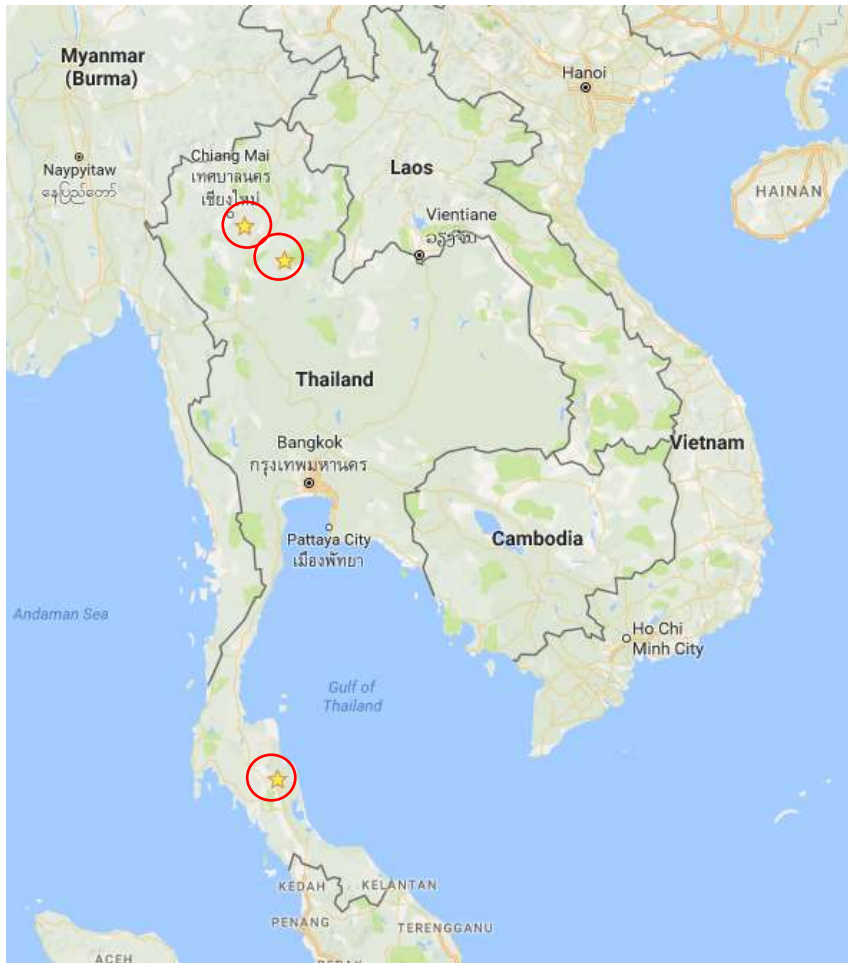 Myanmar
(Burma)
Hanoi
Chiang Mai
เทศบาลนคร
เชียงใหม่
Laos
Naypyitaw
နေပြည်တော်
HAINAN
Vientiane
ວຽງຈັນ
Thailand
Bangkok
กรุงเทพมหานคร
Vietnam
Pattaya City
เมืองพัทยา
Cambodia
Andaman Sea
Ho Chi
Minh City
Gulf of
Thailand
KEDAH
KELANTAN
PENANG
TERENGGANU
ACEH